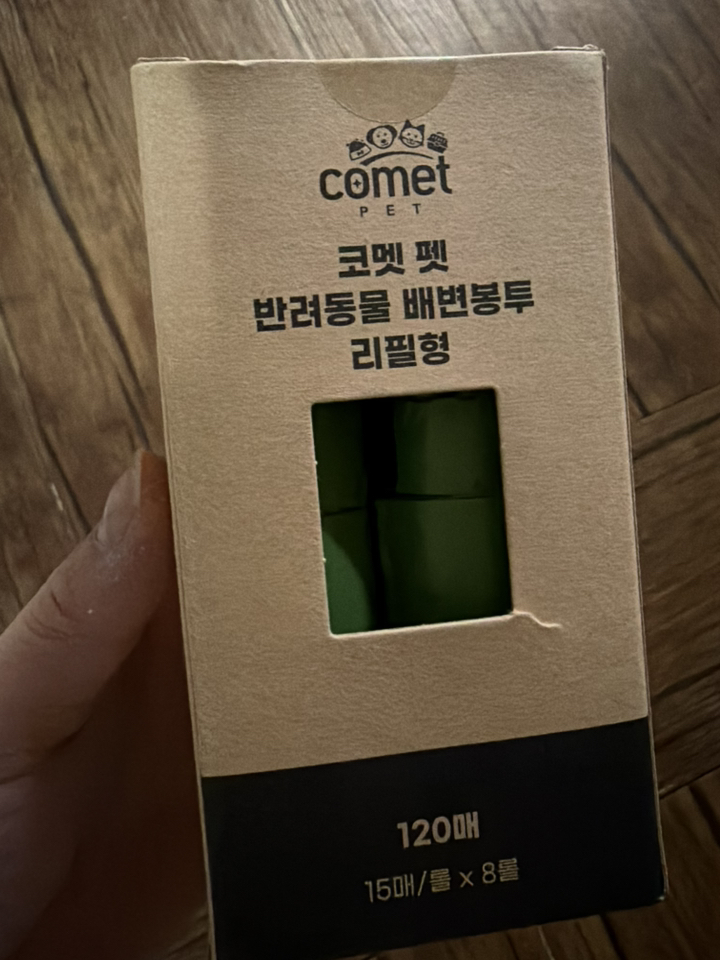 comet
PET
코멧 펫
반려동물 배변봉투
리필형
120매
15매/롤 x 8롤